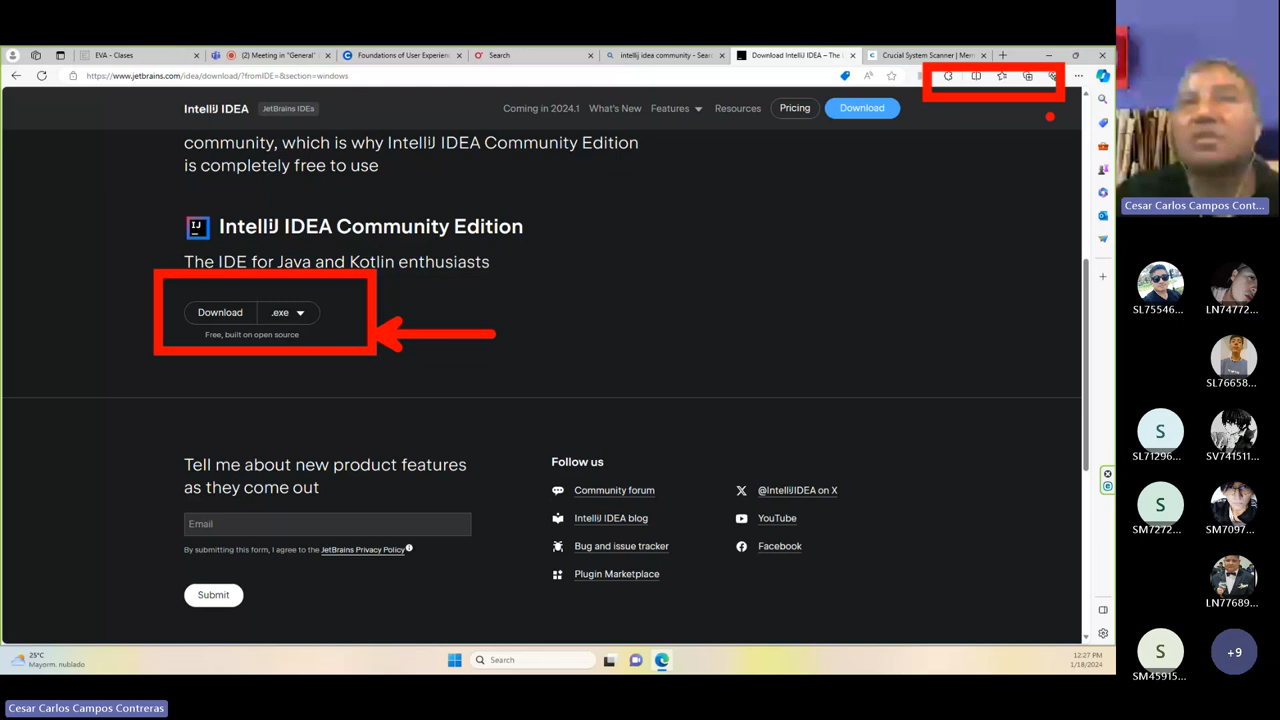 EVA - Clases
(2) Meeting in "General"
Foundations of User Experien
Search
intellij idea community - Sear
Download IntelliJ IDEA – The L
Crucial System Scanner | Mem
https://www.jetbrains.com/idea/download/?fromIDE=&section=windows
IntelliJ IDEA
JetBrains IDEs
Coming in 2024.1
What's New
Features
Resources
Pricing
Download
community, which is why IntelliJ IDEA Community Edition
is completely free to use
IJ
IntelliJ IDEA Community Edition
The IDE for Java and Kotlin enthusiasts
Download
.exe
Free, built on open source
Tell me about new product features
as they come out
Email
By submitting this form, I agree to the JetBrains Privacy Policy
Submit
Follow us
Community forum
@IntelliJIDEA on X
IntelliJ IDEA blog
YouTube
Bug and issue tracker
Facebook
Plugin Marketplace
25°C
Mayorm. nublado
Search
12:27 PM
1/18/2024
Cesar Carlos Campos Cont...
SL75546...
LN74772...
SL76658...
S
SL71296...
SV741511...
S
SM7272...
SM7097...
LN77689...
S
SM45915...
+9
Cesar Carlos Campos Contreras